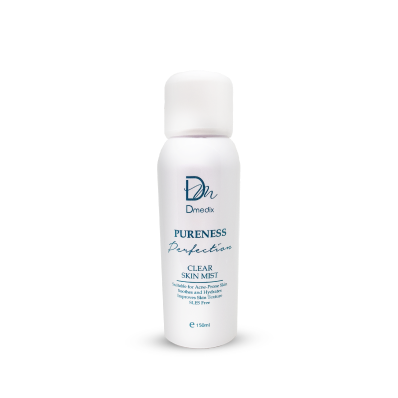 Dm
Dmedix
PURENESS
Perfection
CLEAR
SKIN MIST
Suitable for Acne-Prone Skin
Soothes and Hydrates
Improves Skin Texture
SLES Free
e 150ml